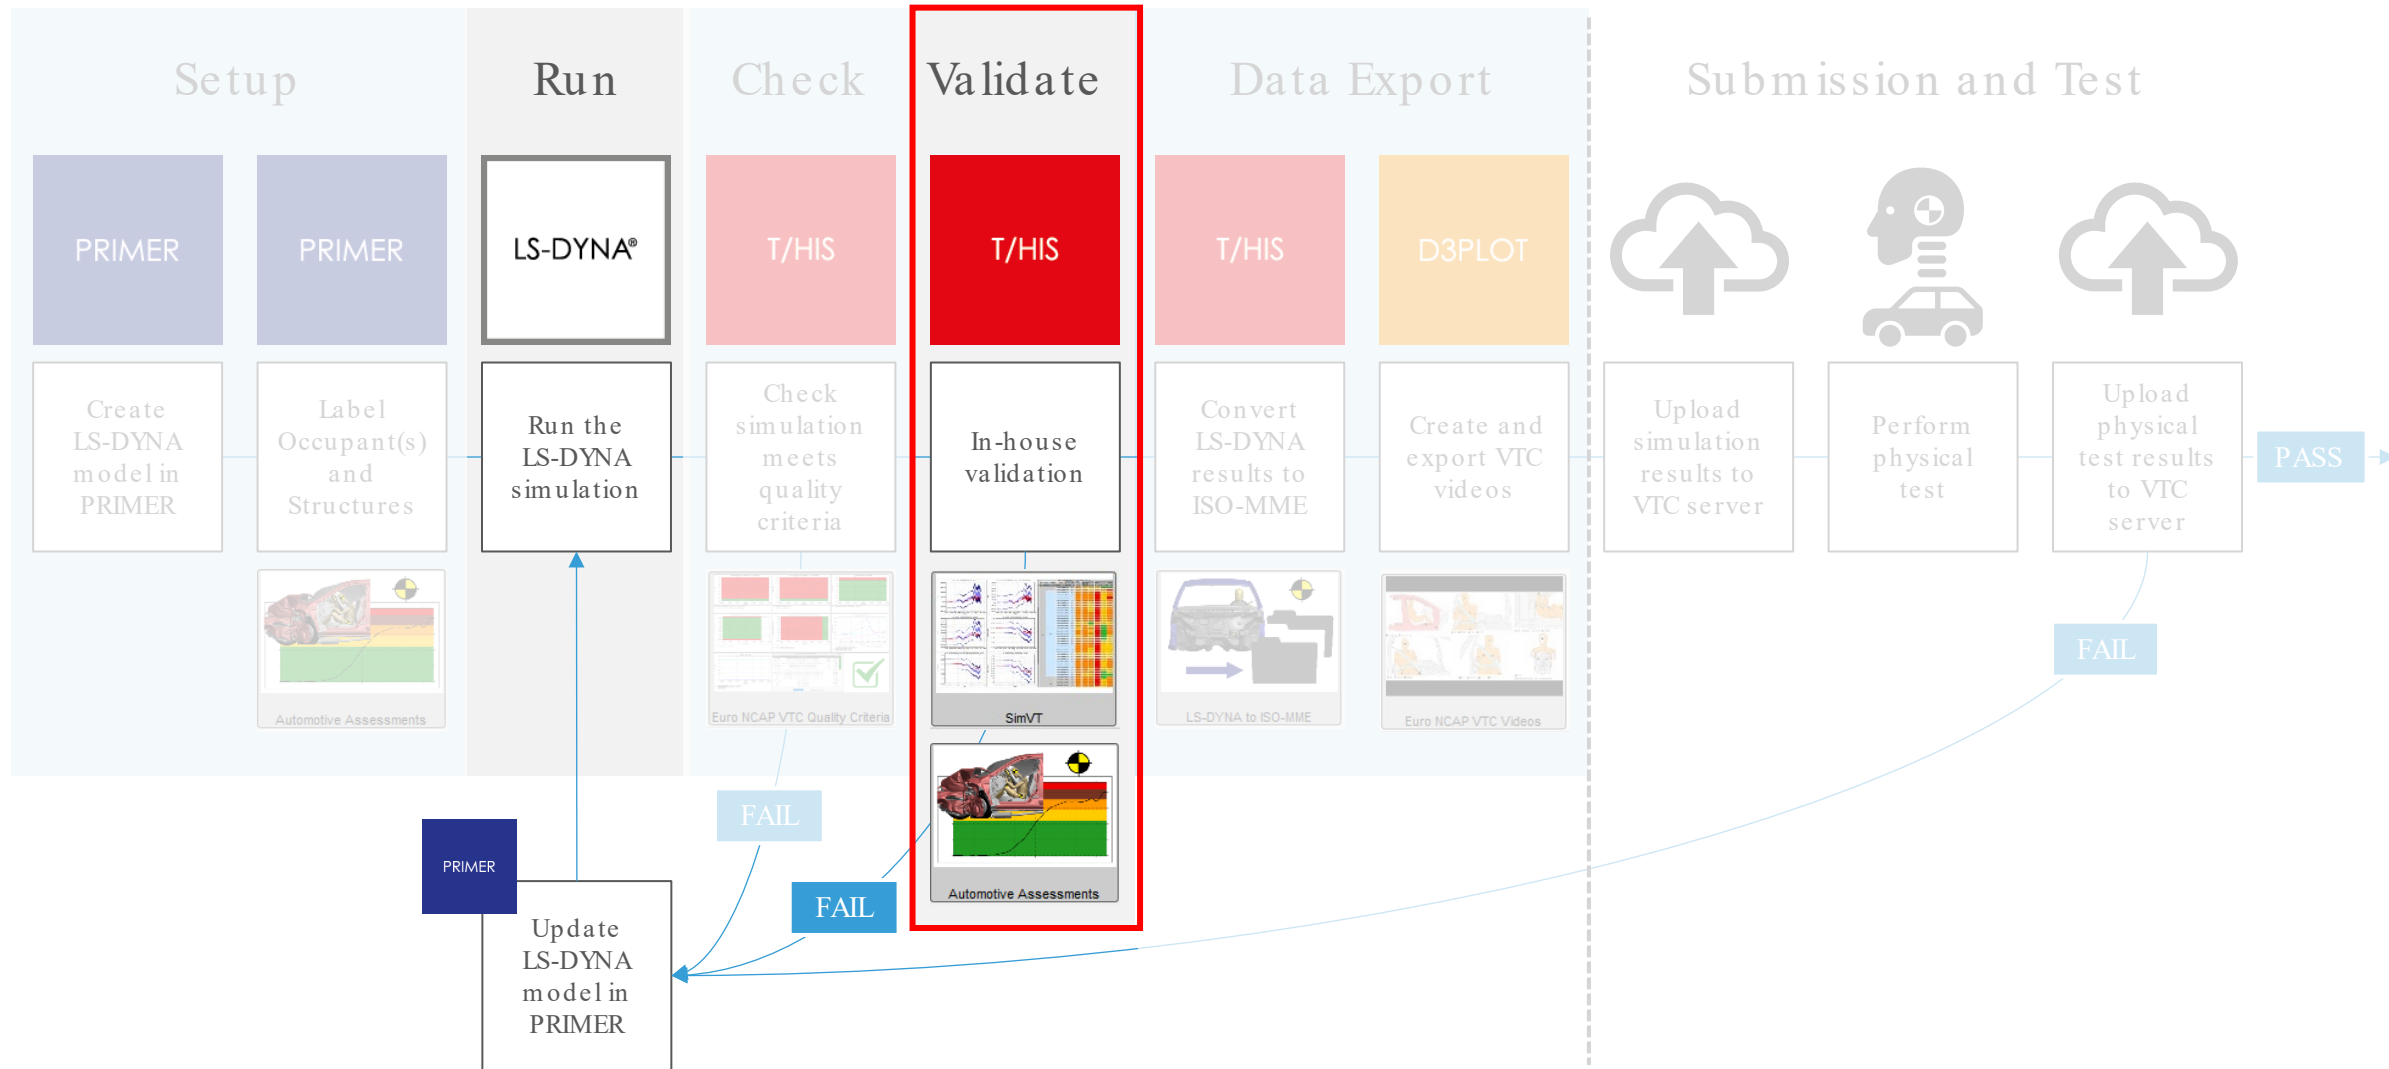 Setup
Run
Check
Validate
Data Export
Submission and Test
PRIMER
PRIMER
LS-DYNA®
T/HIS
T/HIS
T/HIS
D3PLOT
Create
LS-DYNA
model in
PRIMER
Label
Occupant(s)
and
Structures
Run the
LS-DYNA
simulation
Check
simulation
meets
quality
criteria
In-house
validation
Convert
LS-DYNA
results to
ISO-MME
Create and
export VTC
videos
Upload
simulation
results to
VTC server
Perform
physical
test
Upload
physical
test results
to VTC
server
PASS
Automotive Assessments
Euro NCAP VTC Quality Criteria
SimVT
LS-DYNA to ISO-MME
Euro NCAP VTC Videos
FAIL
Automotive Assessments
FAIL
FAIL
PRIMER
Update
LS-DYNA
model in
PRIMER